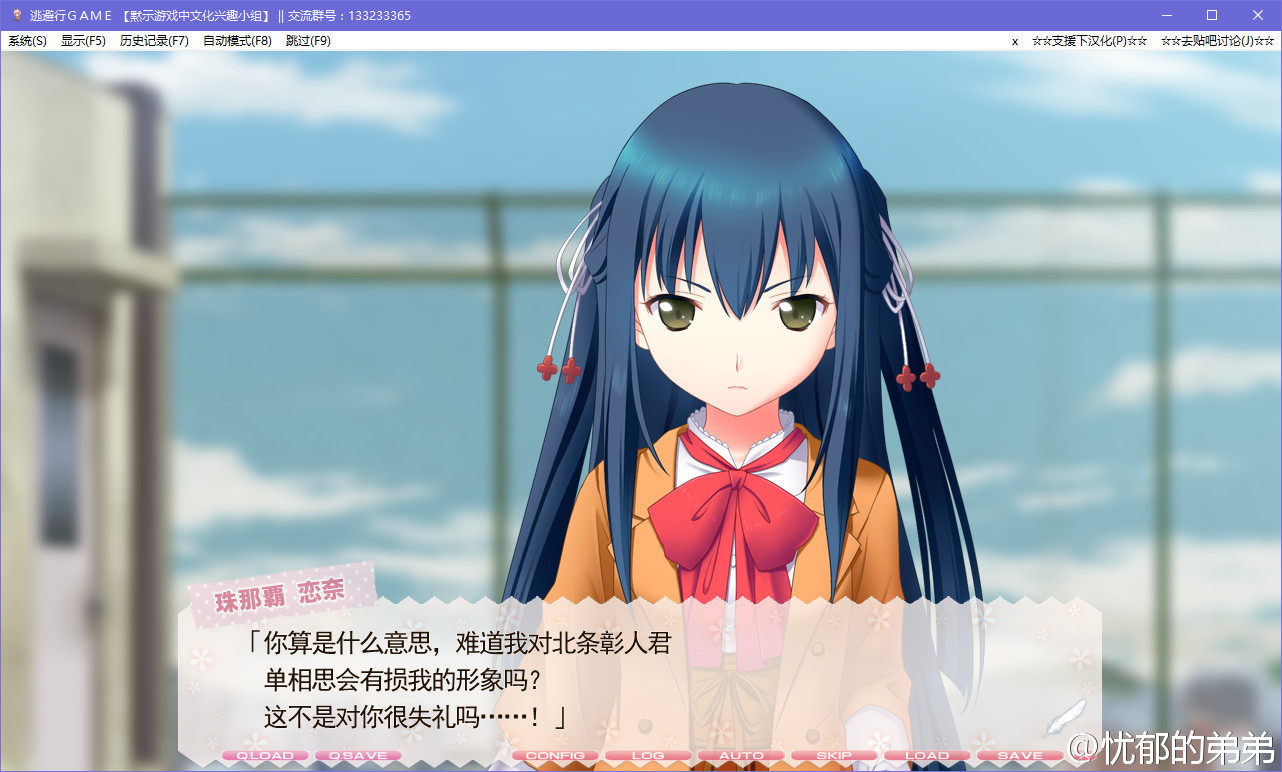 逃避行ＧＡＭＥ 【默示游戏中文化兴趣小组】 || 交流群号：133233365
系统(S) 显示(F5) 历史记录(F7) 自动模式(F8) 跳过(F9) x ☆☆支援下汉化(P)☆☆ ☆☆去贴吧讨论(J)☆☆
珠那覇 恋奈
「你算是什么意思，难道我对北条彰人君
单相思会有损我的形象吗？
这不是对你很失礼吗……！」
QLOAD QSAVE CONFIG LOG AUTO SKIP LOAD SAVE
@忧郁的弟弟